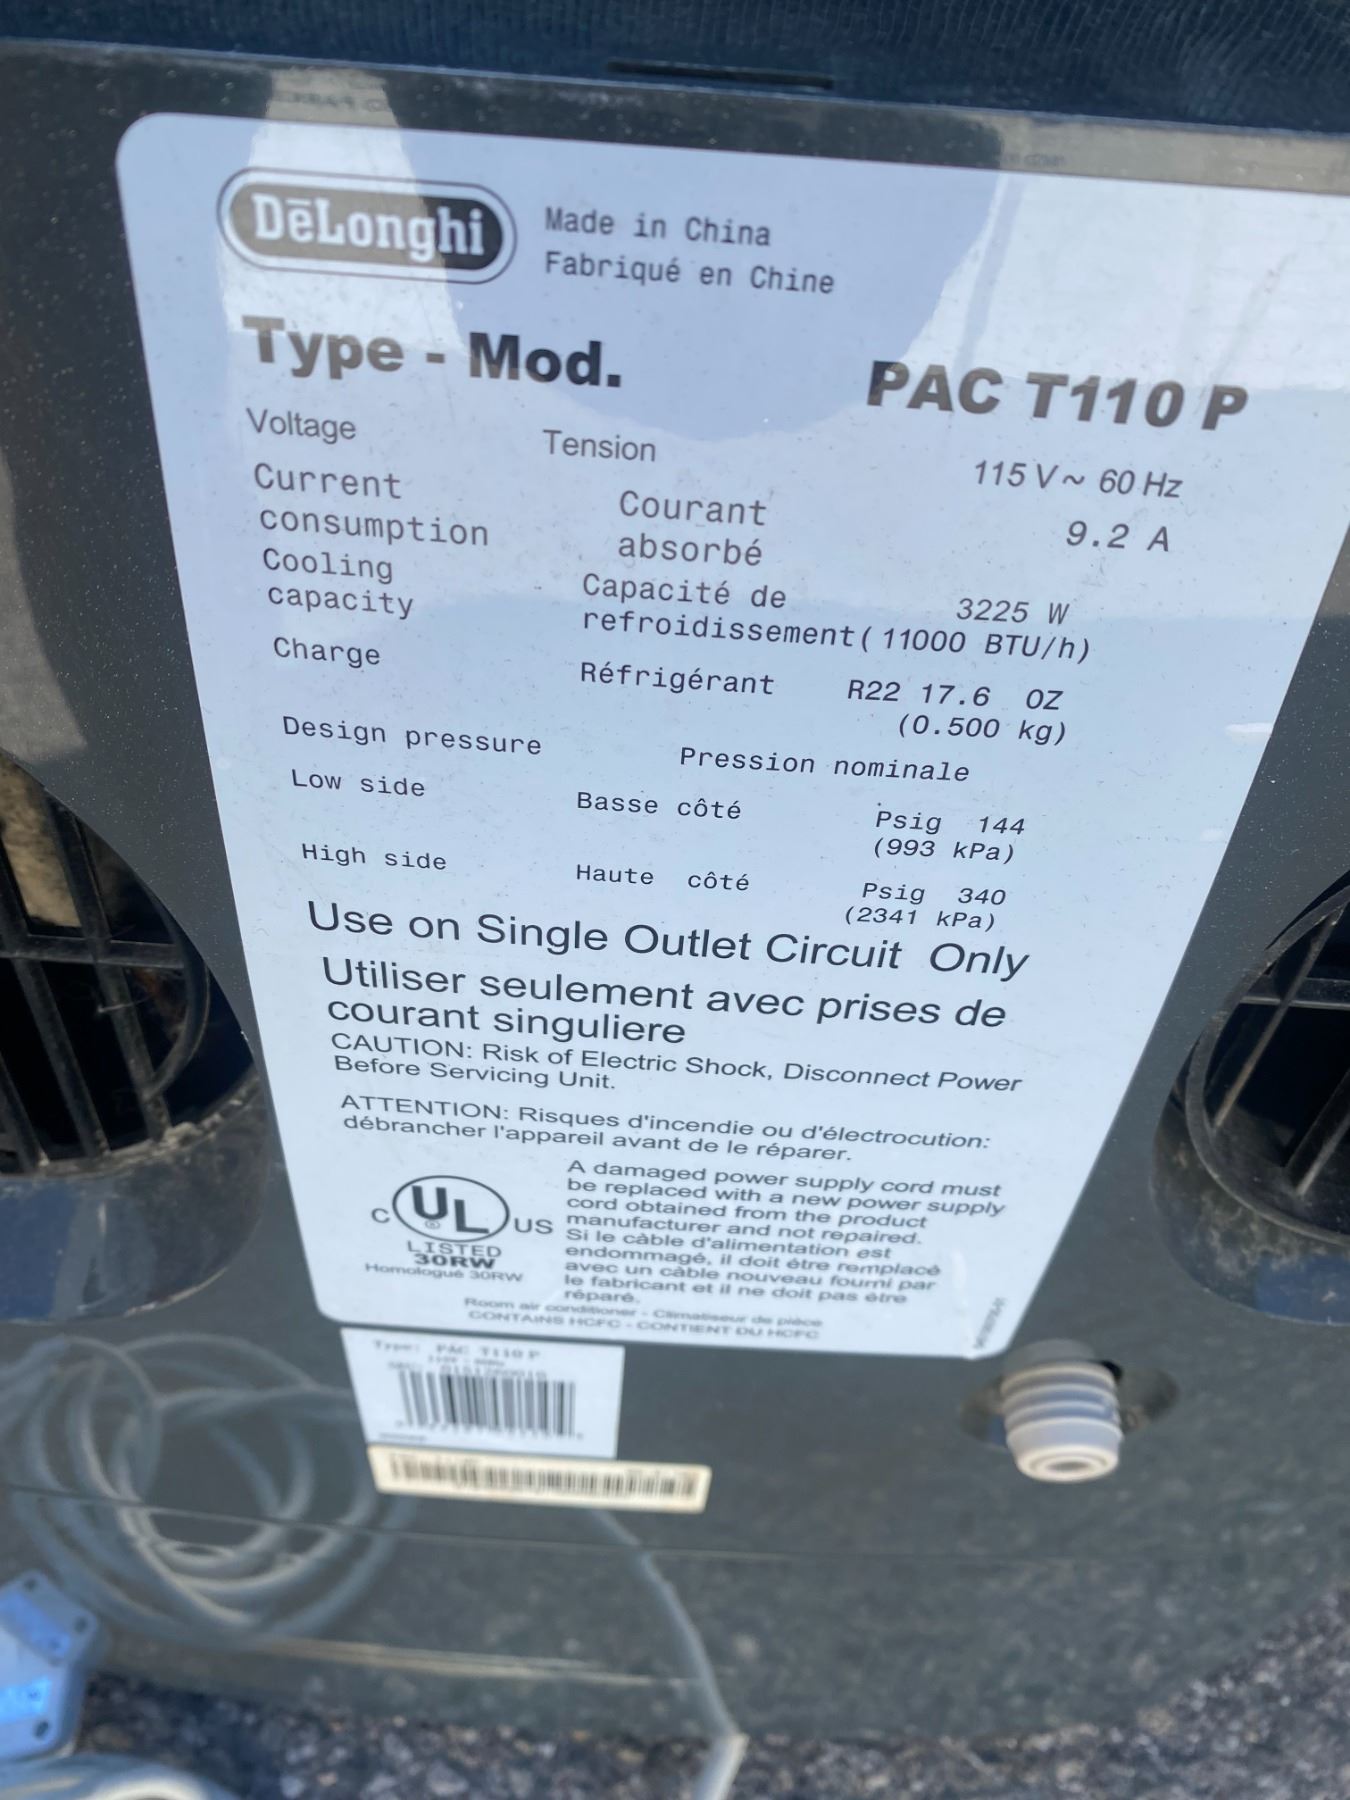 DēLonghi
Made in China
Fabriqué en Chine
Type - Mod. PAC T110 P
Voltage Tension 115 V~ 60 Hz
Current consumption Courant absorbé 9.2 A
Cooling capacity Capacité de refroidissement 3225 W (11000 BTU/h)
Charge Réfrigérant R22 17.6 OZ
(0.500 kg)
Design pressure Pression nominale
Low side Basse côté Psig 144
(993 kPa)
High side Haute côté Psig 340
(2341 kPa)
Use on Single Outlet Circuit Only
Utiliser seulement avec prises de
courant singuliere
CAUTION: Risk of Electric Shock, Disconnect Power
Before Servicing Unit.
ATTENTION: Risques d'incendie ou d'électrocution:
débrancher l'appareil avant de le réparer.
C UL ® US
LISTED
30RW
Homologué 30RW
A damaged power supply cord must
be replaced with a new power supply
cord obtained from the product
manufacturer and not repaired.
Si le câble d'alimentation est
endommagé, il doit être remplacé
avec un câble nouveau fourni par
le fabricant et il ne doit pas être
réparé.
Room air conditioner - Climatiseur de pièce
CONTAINS HCFC - CONTIENT DU HCFC
Type: PAC T110 P